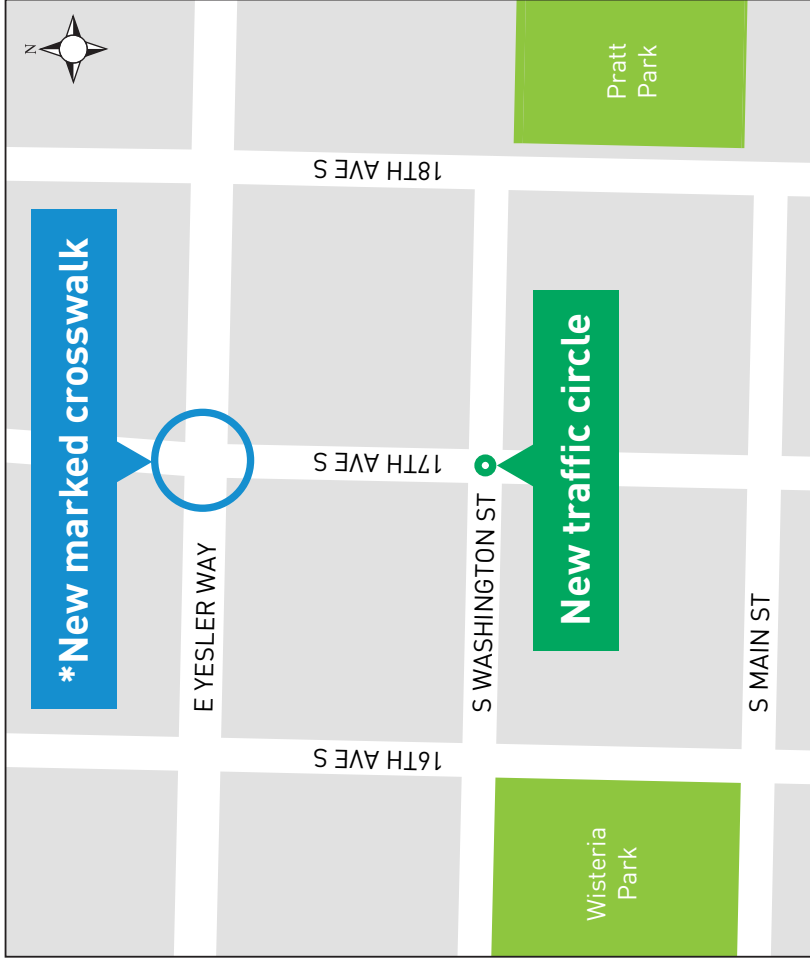 N
*New marked crosswalk
E YESLER WAY
16TH AVE S
17TH AVE S
18TH AVE S
S WASHINGTON ST
New traffic circle
Wisteria
Park
Pratt
Park
S MAIN ST